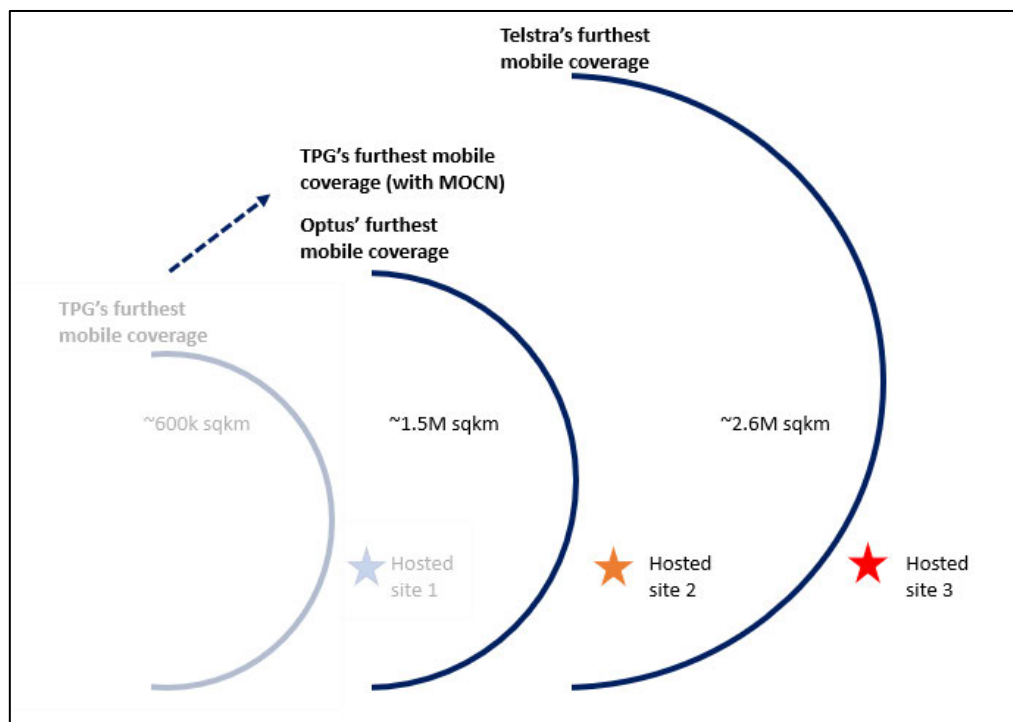 Telstra's furthest
mobile coverage
TPG's furthest mobile
coverage (with MOCN)
Optus' furthest
mobile coverage
TPG's furthest
mobile coverage
~600k sqkm
~1.5M sqkm
~2.6M sqkm
Hosted
site 1
Hosted
site 2
Hosted
site 3